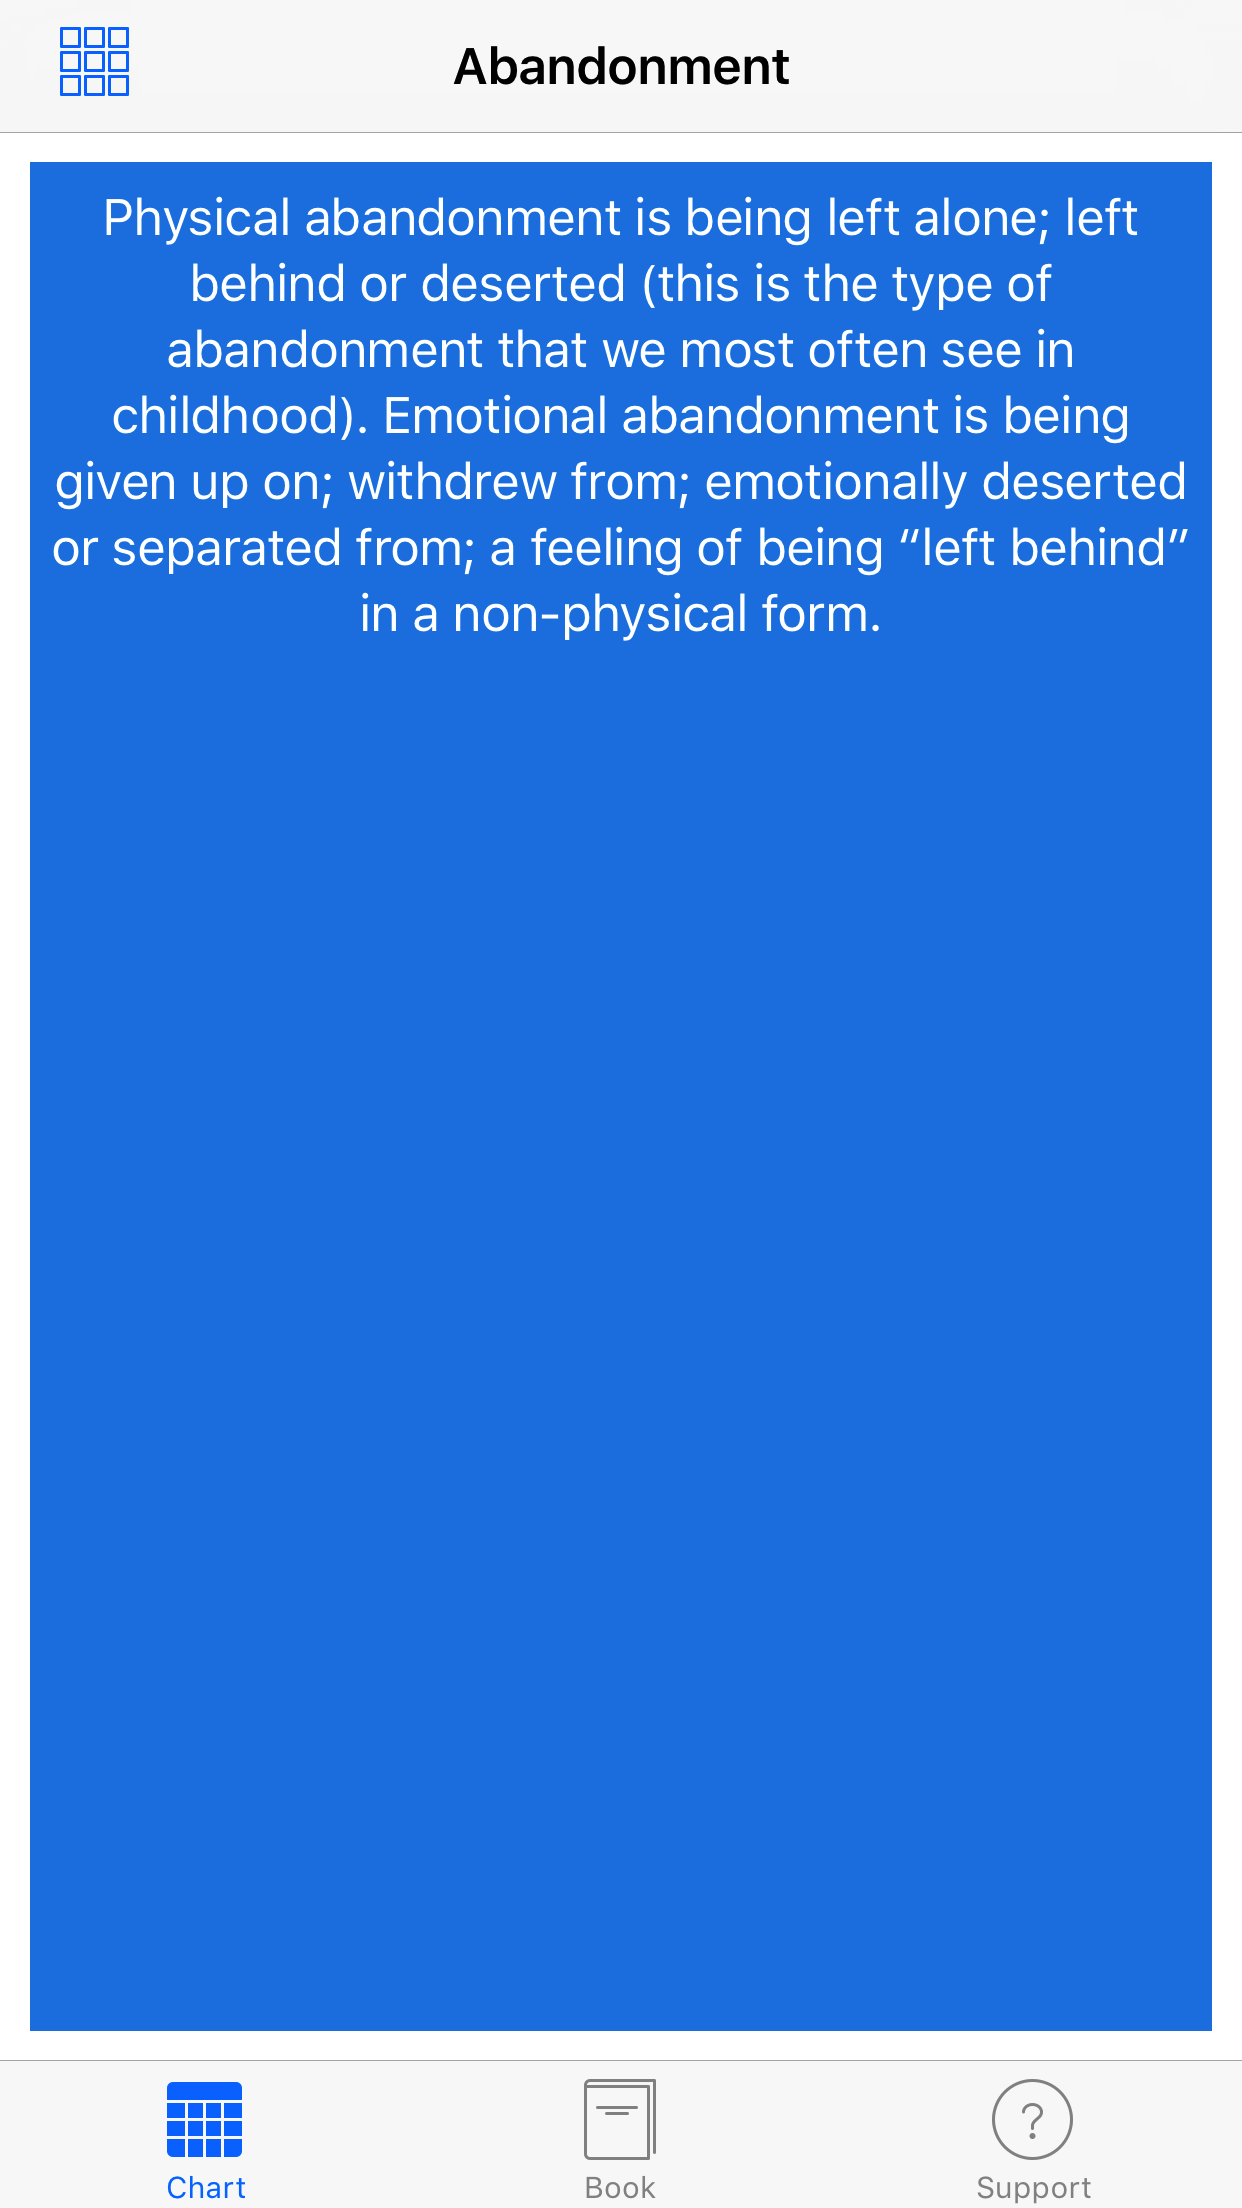 Abandonment
Physical abandonment is being left alone; left
behind or deserted (this is the type of
abandonment that we most often see in
childhood). Emotional abandonment is being
given up on; withdrew from; emotionally deserted
or separated from; a feeling of being “left behind”
in a non-physical form.
Chart
Book
Support